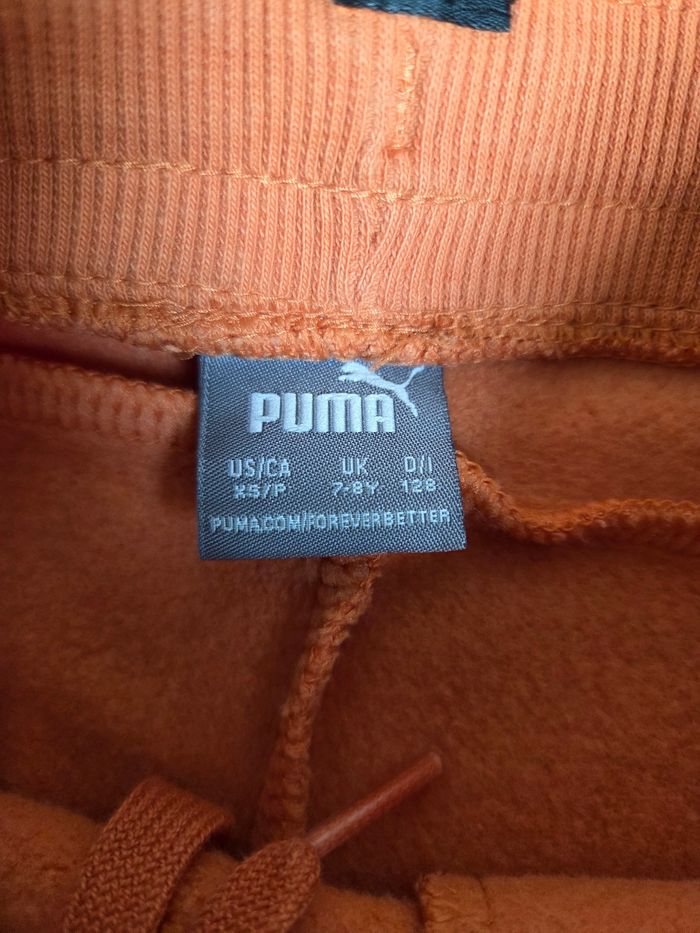 PUMA
US/CA UK D/I
XS/P 7-8Y 128
PUMA.COM/FOREVERBETTER